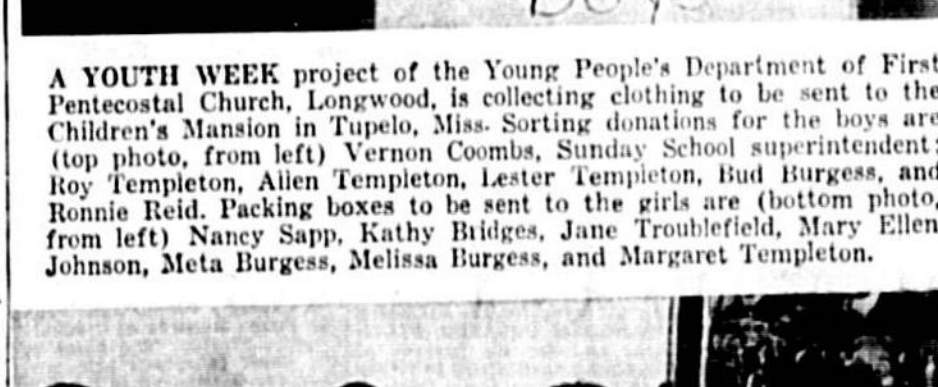 A YOUTH WEEK project of the Young People's Department of First
Pentecostal Church, Longwood, is collecting clothing to be sent to the
Children's Mansion in Tupelo, Miss. Sorting donations for the boys are
(top photo, from left) Vernon Coombs, Sunday School superintendent;
Roy Templeton, Allen Templeton, Lester Templeton, Bud Burgess, and
Ronnie Reid. Packing boxes to be sent to the girls are (bottom photo,
from left) Nancy Sapp, Kathy Bridges, Jane Troublefield, Mary Ellen
Johnson, Meta Burgess, Melissa Burgess, and Margaret Templeton.